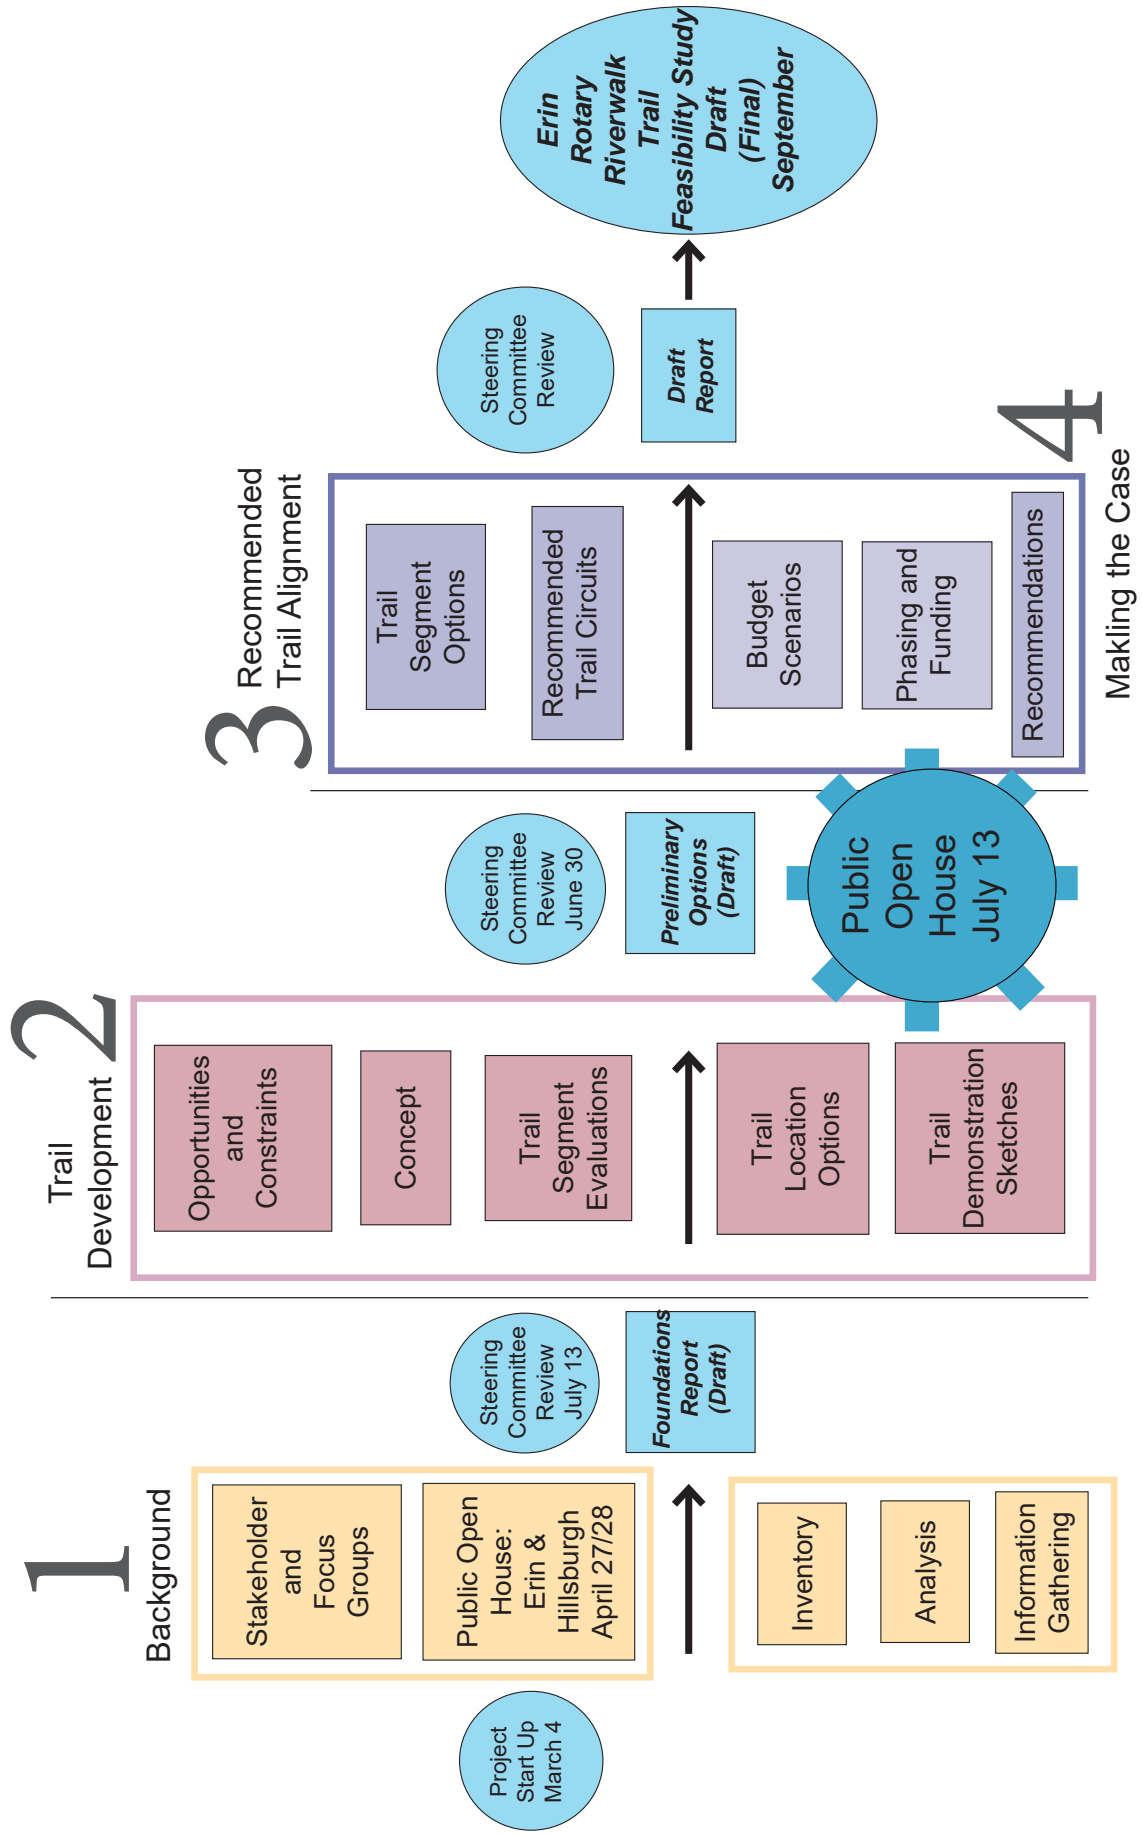 Project
Start Up
March 4
1
Background
Stakeholder
and
Focus
Groups
Public Open
House:
Erin &
Hillsburgh
April 27/28
Inventory
Analysis
Information
Gathering
Steering
Committee
Review
July 13
Foundations
Report
(Draft)
Trail
Development
2
Opportunities
and
Constraints
Concept
Trail
Segment
Evaluations
Trail
Location
Options
Trail
Demonstration
Sketches
Steering
Committee
Review
June 30
Preliminary
Options
(Draft)
Public
Open
House
July 13
3
Recommended
Trail Alignment
Trail
Segment
Options
Recommended
Trail Circuits
Budget
Scenarios
Phasing and
Funding
Recommendations
Making the Case
4
Steering
Committee
Review
Draft
Report
Erin
Rotary
Riverwalk
Trail
Feasibility Study
Draft
(Final)
September